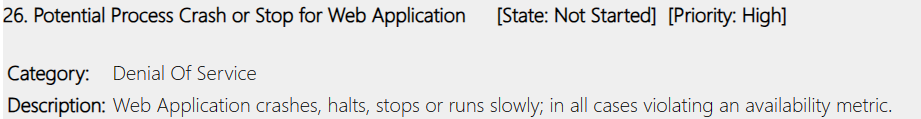 26. Potential Process Crash or Stop for Web Application [State: Not Started] [Priority: High]
Category: Denial Of Service
Description: Web Application crashes, halts, stops or runs slowly; in all cases violating an availability metric.